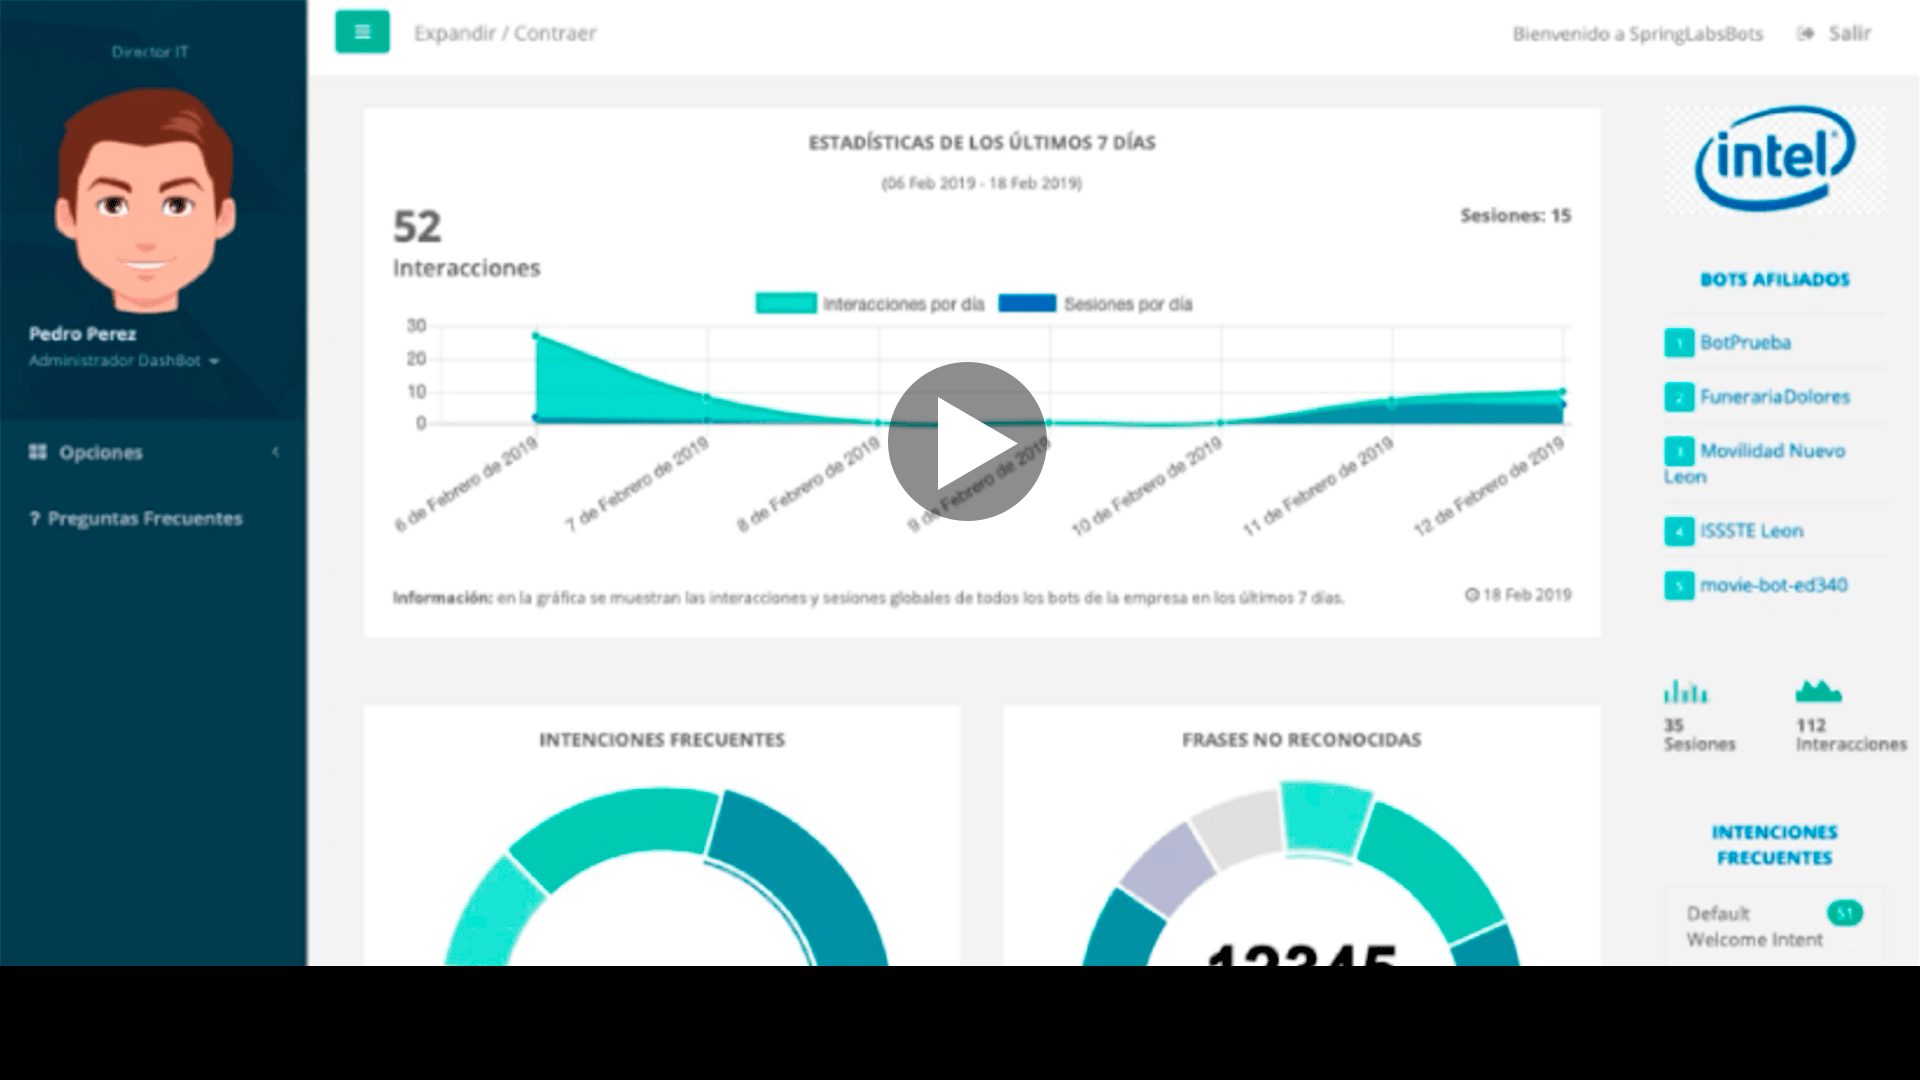 Director IT
Pedro Perez
Administrador DashBot
Opciones
? Preguntas Frecuentes
Expandir / Contraer
Bienvenido a SpringLabsBots
Salir
ESTADÍSTICAS DE LOS ÚLTIMOS 7 DÍAS
(06 Feb 2019 - 18 Feb 2019)
52
Interacciones
Sesiones: 15
Interacciones por día
Sesiones por día
30
20
10
0
6 de Febrero de 2019
7 de Febrero de 2019
8 de Febrero de 2019
9 de Febrero de 2019
10 de Febrero de 2019
11 de Febrero de 2019
12 de Febrero de 2019
Información: en la gráfica se muestran las interacciones y sesiones globales de todos los bots de la empresa en los últimos 7 días.
18 Feb 2019
INTENCIONES FRECUENTES
FRASES NO RECONOCIDAS
12345
intel
BOTS AFILIADOS
1 BotPrueba
2 FunerariaDolores
3 Movilidad Nuevo
Leon
4 ISSSTE Leon
5 movie-bot-ed340
35
Sesiones
112
Interacciones
INTENCIONES
FRECUENTES
Default
Welcome Intent
51